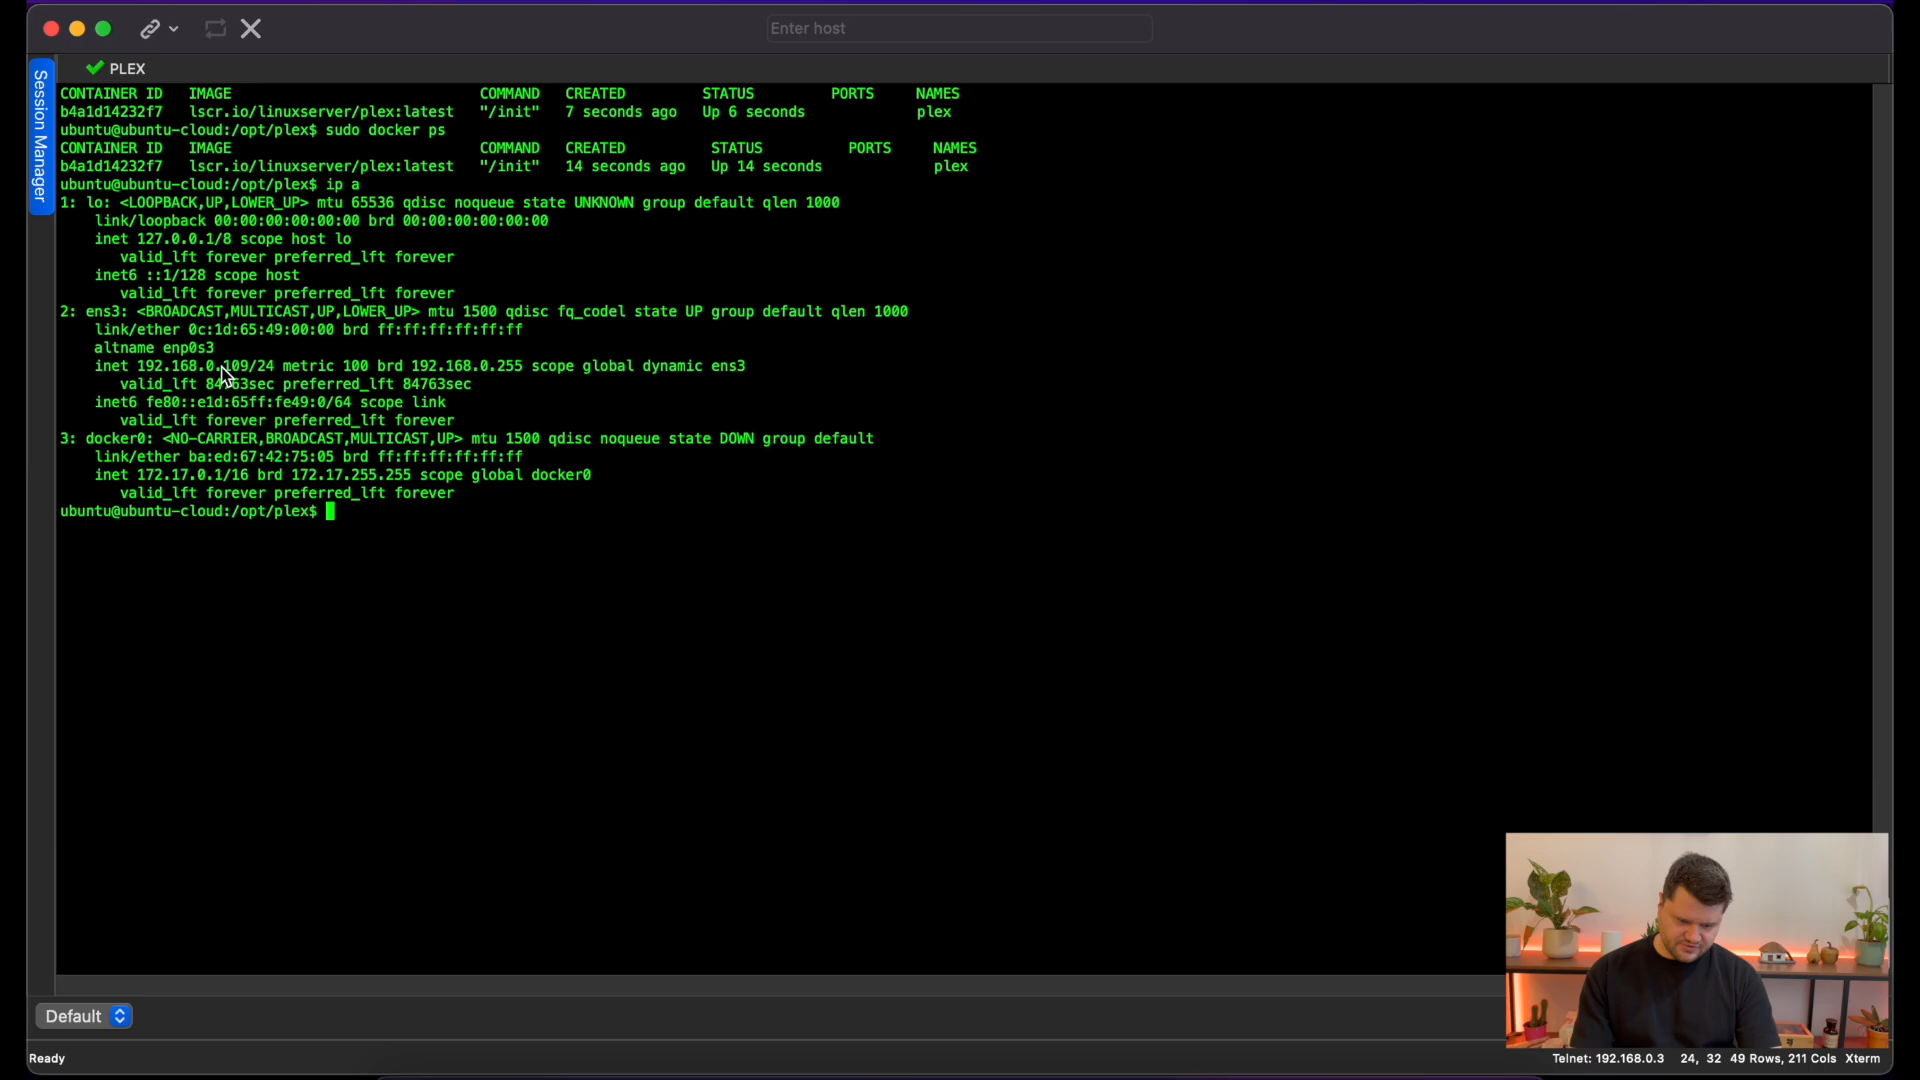 Enter host
PLEX
Session Manager
CONTAINER ID IMAGE COMMAND CREATED STATUS PORTS NAMES
b4a1d14232f7 lscr.io/linuxserver/plex:latest "/init" 7 seconds ago Up 6 seconds plex
ubuntu@ubuntu-cloud:/opt/plex$ sudo docker ps
CONTAINER ID IMAGE COMMAND CREATED STATUS PORTS NAMES
b4a1d14232f7 lscr.io/linuxserver/plex:latest "/init" 14 seconds ago Up 14 seconds plex
ubuntu@ubuntu-cloud:/opt/plex$ ip a
1: lo: <LOOPBACK,UP,LOWER_UP> mtu 65536 qdisc noqueue state UNKNOWN group default qlen 1000
link/loopback 00:00:00:00:00:00 brd 00:00:00:00:00:00
inet 127.0.0.1/8 scope host lo
valid_lft forever preferred_lft forever
inet6 ::1/128 scope host
valid_lft forever preferred_lft forever
2: ens3: <BROADCAST,MULTICAST,UP,LOWER_UP> mtu 1500 qdisc fq_codel state UP group default qlen 1000
link/ether 0c:1d:65:49:00:00 brd ff:ff:ff:ff:ff:ff
altname enp0s3
inet 192.168.0.109/24 metric 100 brd 192.168.0.255 scope global dynamic ens3
valid_lft 84763sec preferred_lft 84763sec
inet6 fe80::e1d:65ff:fe49:0/64 scope link
valid_lft forever preferred_lft forever
3: docker0: <NO-CARRIER,BROADCAST,MULTICAST,UP> mtu 1500 qdisc noqueue state DOWN group default
link/ether ba:ed:67:42:75:05 brd ff:ff:ff:ff:ff:ff
inet 172.17.0.1/16 brd 172.17.255.255 scope global docker0
valid_lft forever preferred_lft forever
ubuntu@ubuntu-cloud:/opt/plex$
Default
Ready
Telnet: 192.168.0.3 24, 32 49 Rows, 211 Cols Xterm